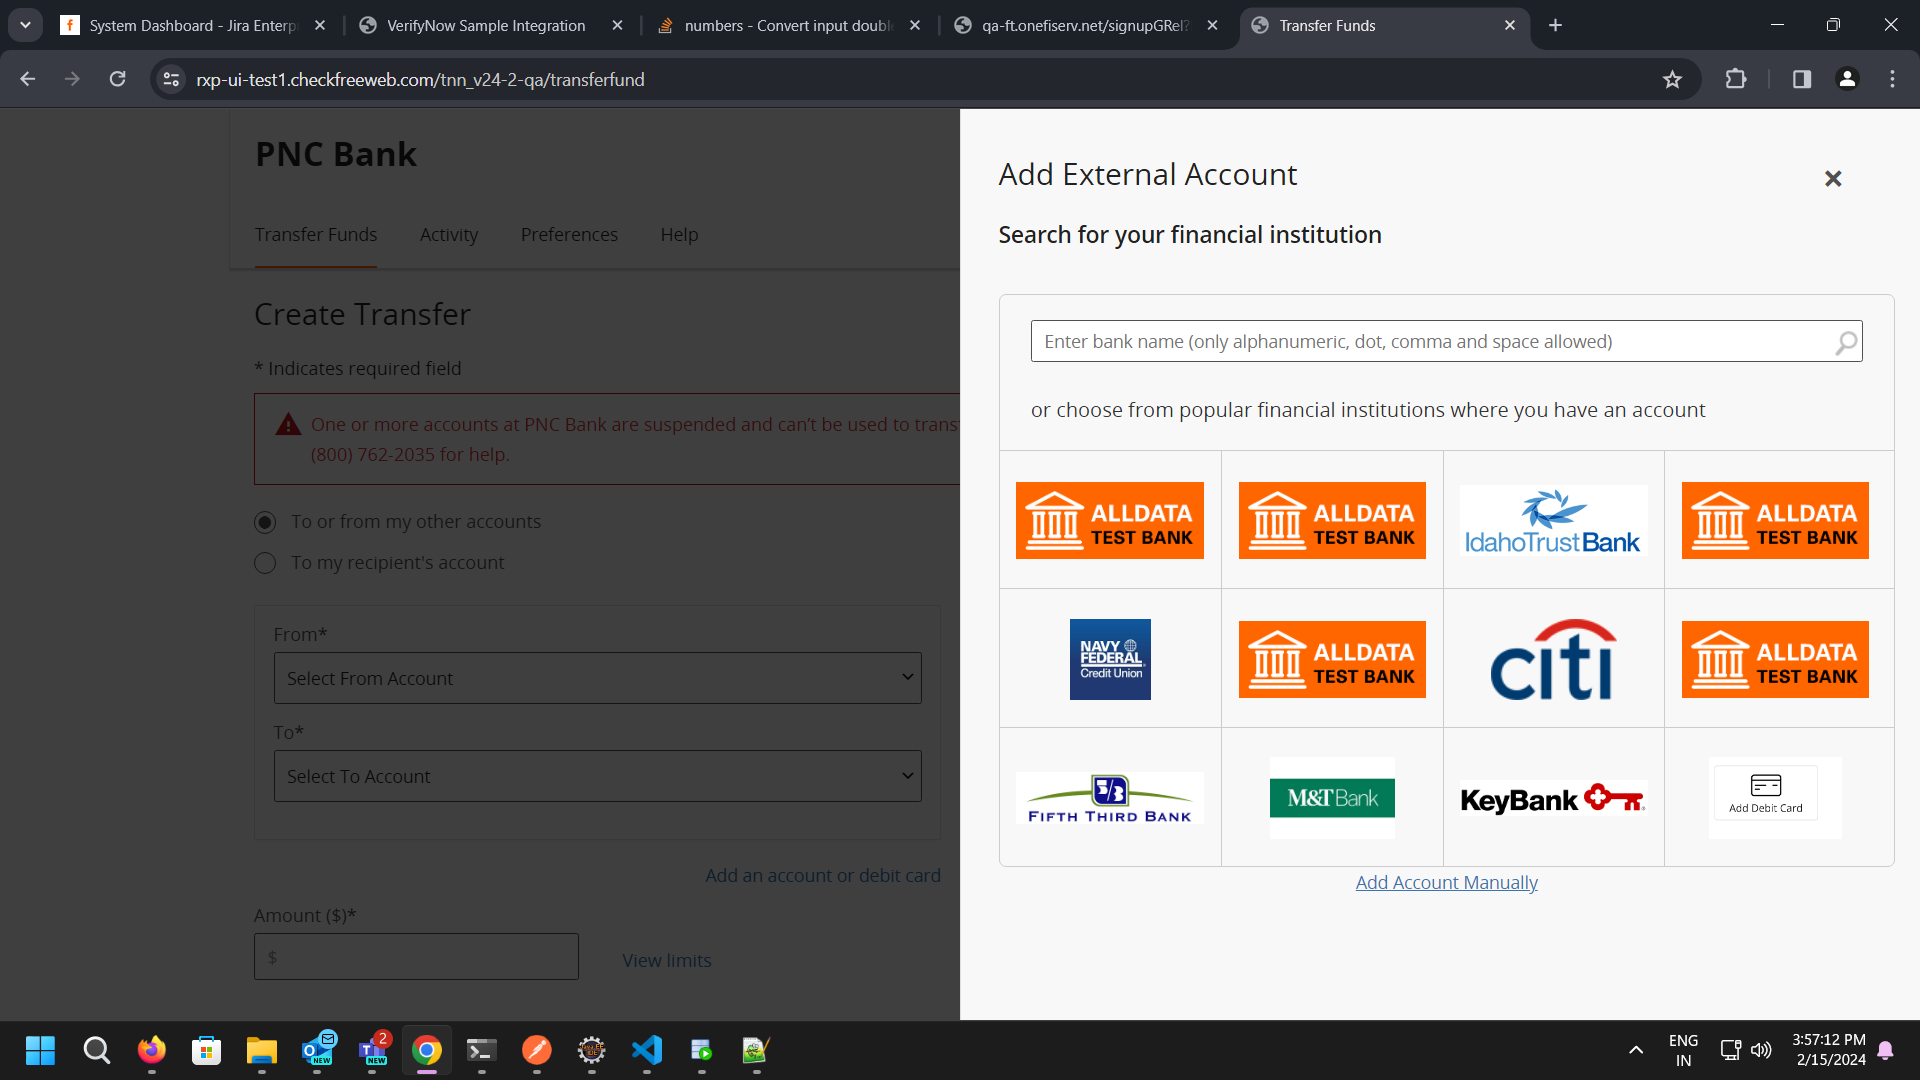 System Dashboard - Jira Enterp
VerifyNow Sample Integration
numbers - Convert input double
qa-ft.onefiserv.net/signupGRel?
Transfer Funds
rxp-ui-test1.checkfreeweb.com/tnn_v24-2-qa/transferfund
PNC Bank
Transfer Funds
Activity
Preferences
Help
Create Transfer
* Indicates required field
One or more accounts at PNC Bank are suspended and can't be used to trans
(800) 762-2035 for help.
To or from my other accounts
To my recipient's account
From*
Select From Account
To*
Select To Account
Add an account or debit card
Amount ($)*
$
View limits
Add External Account
Search for your financial institution
Enter bank name (only alphanumeric, dot, comma and space allowed)
or choose from popular financial institutions where you have an account
ALLDATA
TEST BANK
ALLDATA
TEST BANK
IdahoTrustBank
ALLDATA
TEST BANK
NAVY
FEDERAL
Credit Union
ALLDATA
TEST BANK
citi
ALLDATA
TEST BANK
5/3
FIFTH THIRD BANK
M&T Bank
KeyBank
Add Debit Card
Add Account Manually
NEW
2
NEW
ENG
IN
3:57:12 PM
2/15/2024